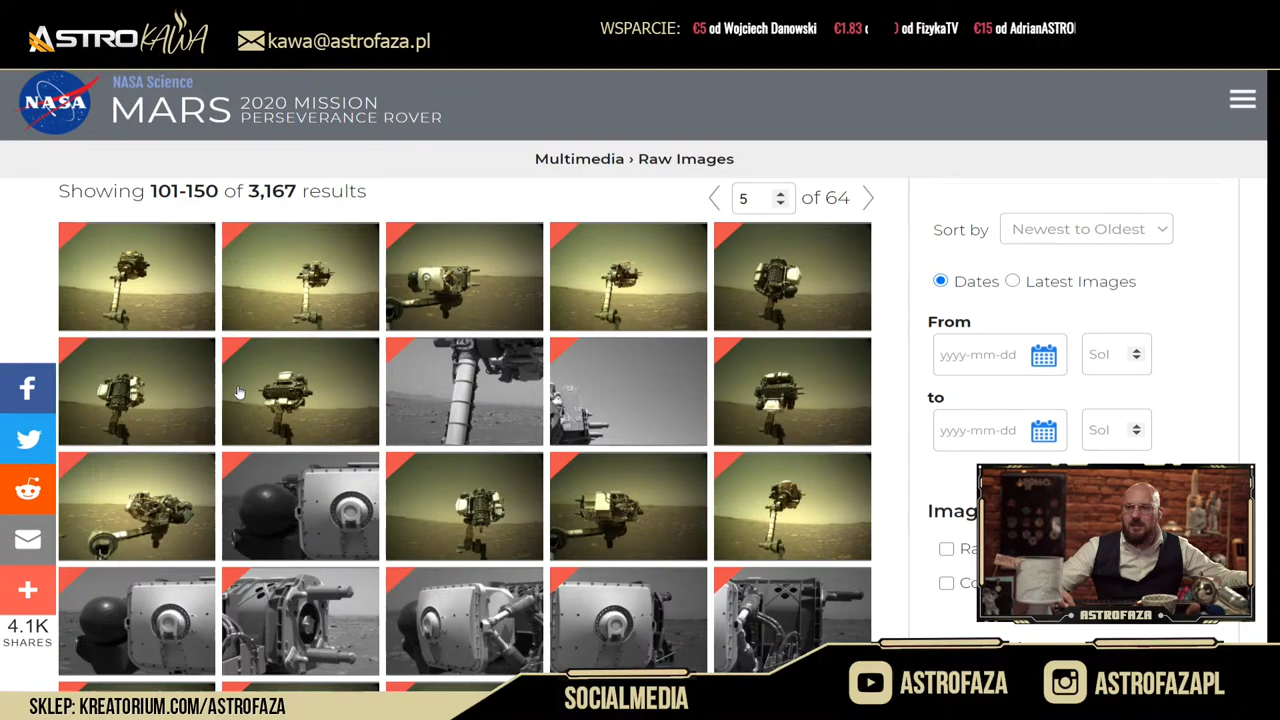 ASTROKAWA
kawa@astrofaza.pl
WSPARCIE: €5 od Wojciech Danowski €1.83 od FizykaTV €15 od AdrianASTRO
NASA
NASA Science
MARS 2020 MISSION
PERSEVERANCE ROVER
Multimedia › Raw Images
Showing 101-150 of 3,167 results
5 of 64
Sort by Newest to Oldest
Dates Latest Images
From
yyyy-mm-dd Sol
to
yyyy-mm-dd Sol
4.1K
SHARES
ASTROFAZA
SKLEP: KREATORIUM.COM/ASTROFAZA
SOCIALMEDIA
ASTROFAZA
ASTROFAZAPL